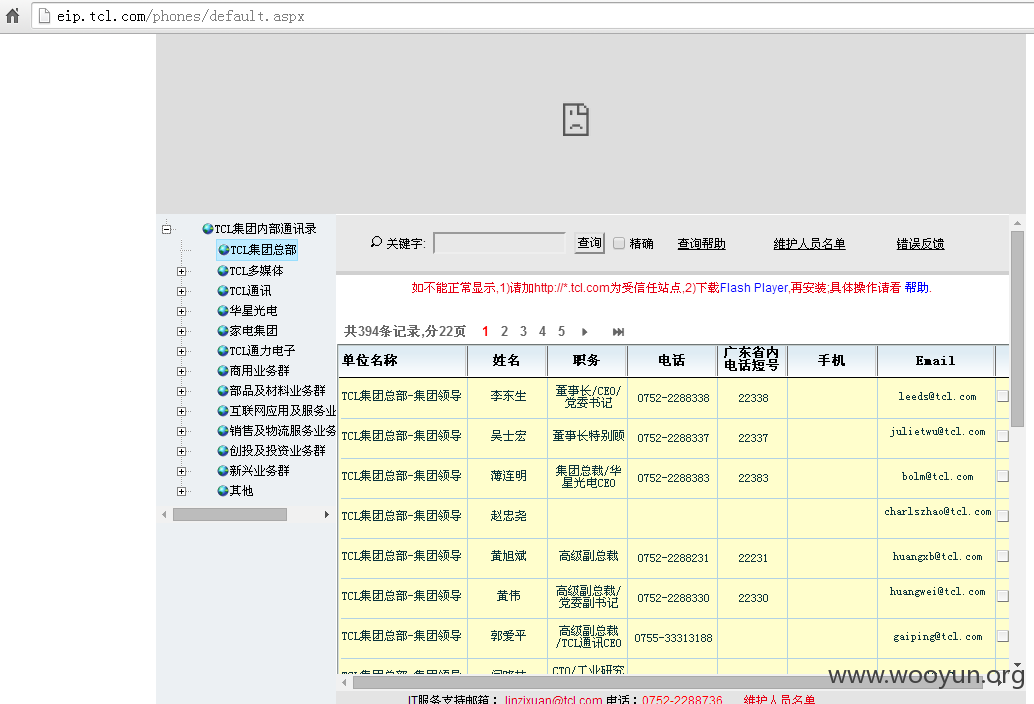 eip.tcl.com/phones/default.aspx
TCL集团内部通讯录
TCL集团总部
TCL多媒体
TCL通讯
华星光电
家电集团
TCL通力电子
商用业务群
部品及材料业务群
互联网应用及服务业
销售及物流服务业务
创投及投资业务群
新兴业务群
其他
关键字: 查询 精确 查询帮助 维护人员名单 错误反馈
如不能正常显示,1)请加http://*.tcl.com为受信任站点,2)下载Flash Player,再安装;具体操作请看 帮助.
共394条记录,分22页 1 2 3 4 5
单位名称 姓名 职务 电话 广东省内电话短号 手机 Email
TCL集团总部-集团领导 李东生 董事长/CEO/党委书记 0752-2288338 22338 leeds@tcl.com
TCL集团总部-集团领导 吴士宏 董事长特别顾 0752-2288337 22337 julietwu@tcl.com
TCL集团总部-集团领导 薄连明 集团总裁/华星光电CEO 0752-2288383 22383 bolm@tcl.com
TCL集团总部-集团领导 赵忠尧 charlszhao@tcl.com
TCL集团总部-集团领导 黄旭斌 高级副总裁 0752-2288231 22231 huangxb@tcl.com
TCL集团总部-集团领导 黄伟 高级副总裁/党委副书记 0752-2288330 22330 huangwei@tcl.com
TCL集团总部-集团领导 郭爱平 高级副总裁/TCL通讯CEO 0755-33313188 gaiping@tcl.com
TCL集团总部-集团领导 CTO/工业研究
www.wooyun.org
IT服务支持邮箱: linzixuan@tcl.com 电话: 0752-2288736 维护人员名单